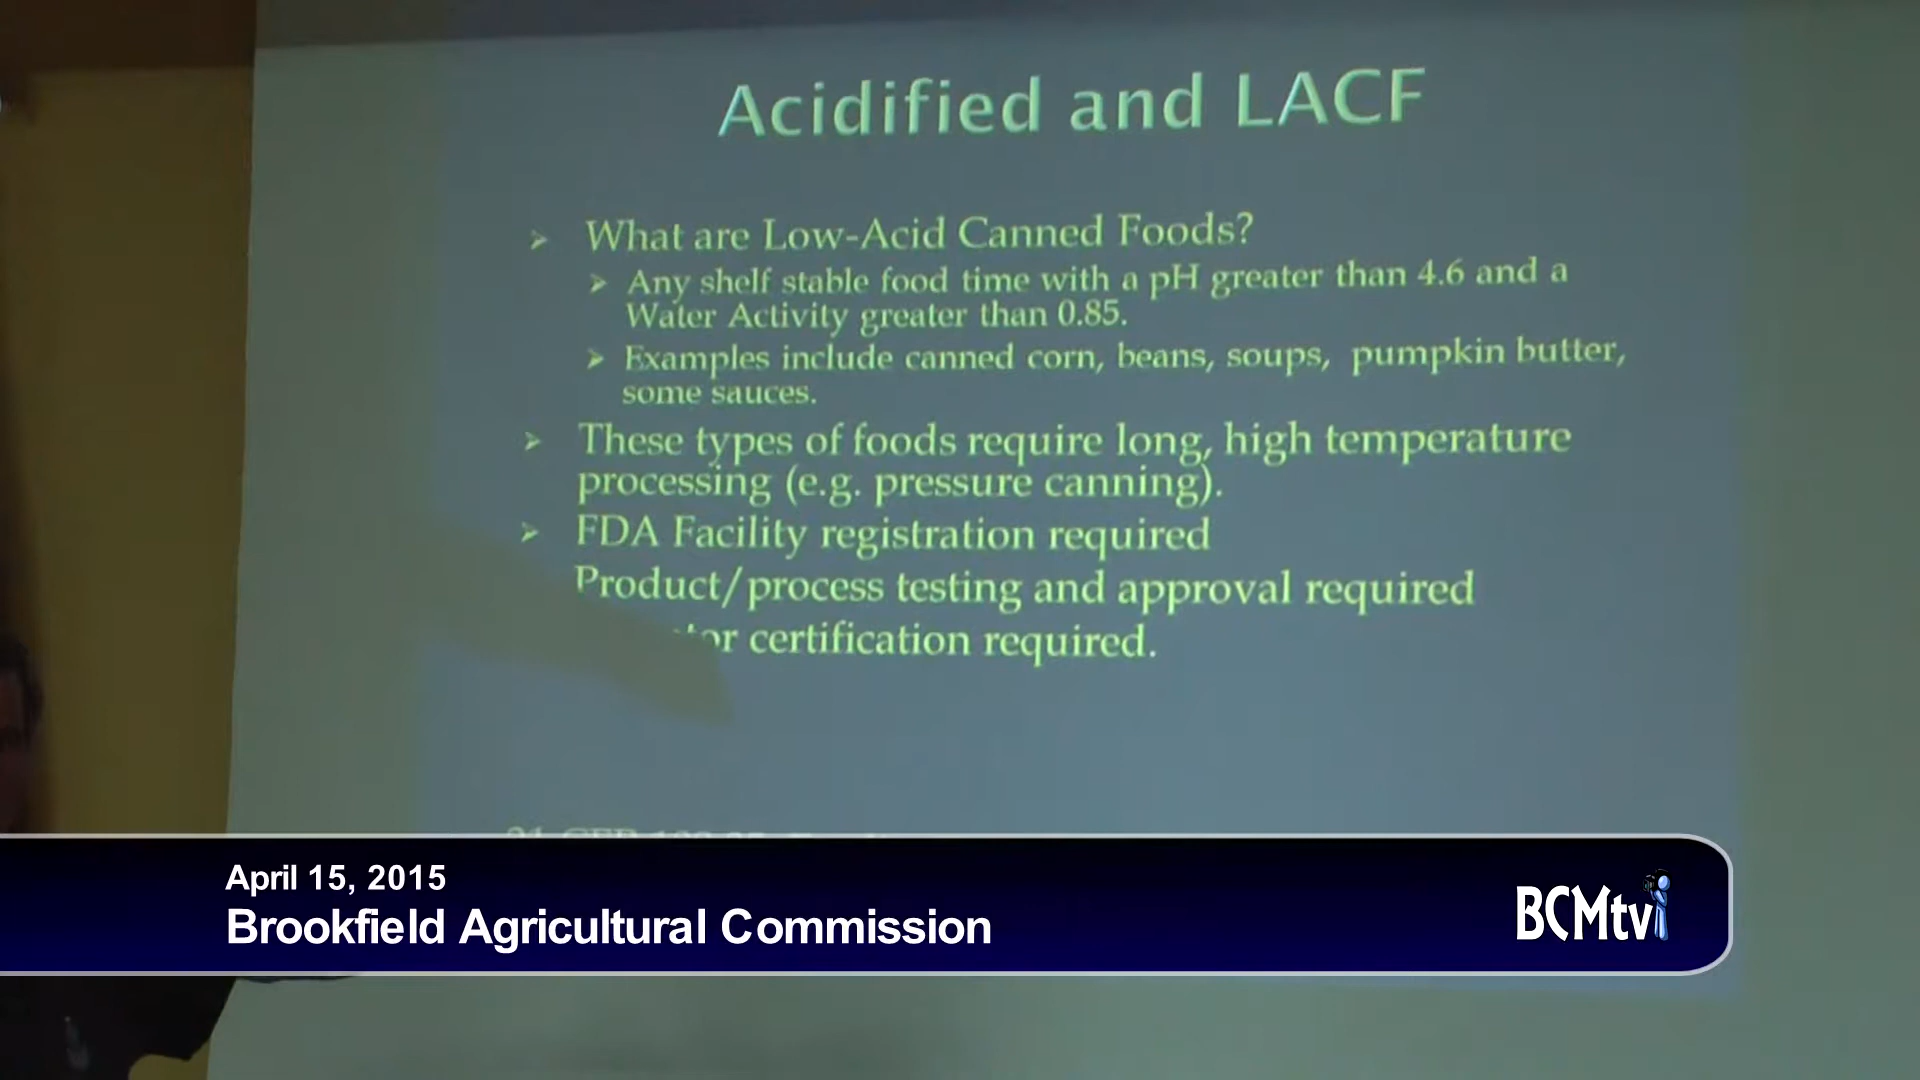 Acidified and LACF
➢ What are Low-Acid Canned Foods?
➢ Any shelf stable food time with a pH greater than 4.6 and a
Water Activity greater than 0.85.
➢ Examples include canned corn, beans, soups, pumpkin butter,
some sauces.
➢ These types of foods require long, high temperature
processing (e.g. pressure canning).
➢ FDA Facility registration required
Product/process testing and approval required
certification required.
April 15, 2015
Brookfield Agricultural Commission
BCMtv